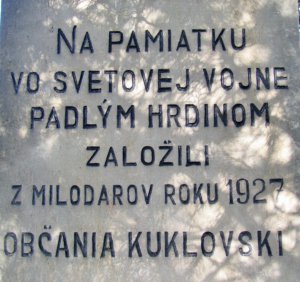 NA PAMIATKU
VO SVETOVEJ VOJNE
PADLÝM HRDINOM
ZALOŽILI
Z MILODAROV ROKU 1927
OBČANIA KUKLOVSKI